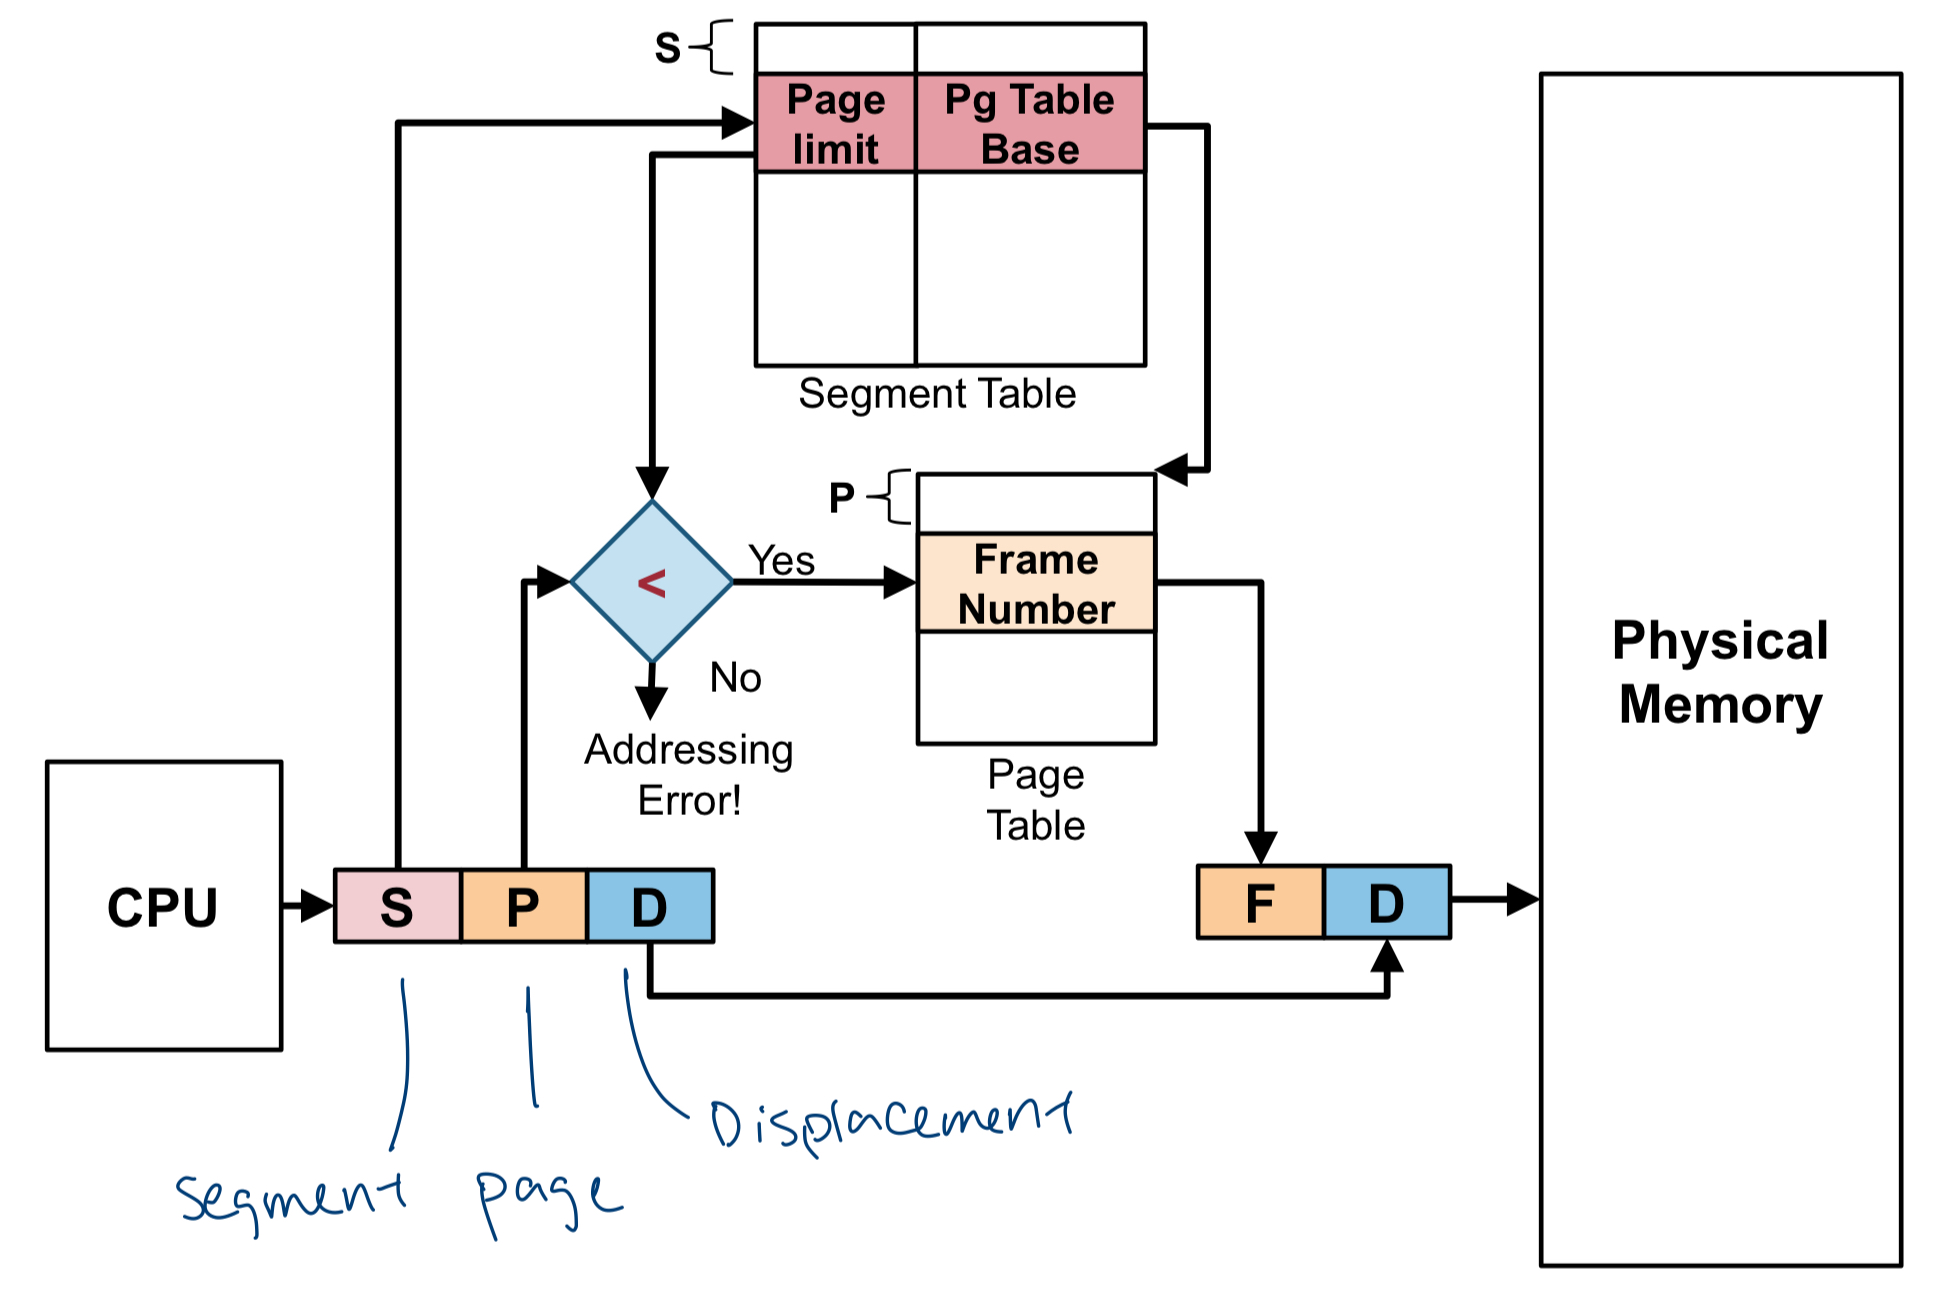 S
Page
limit
Pg Table
Base
Segment Table
P
Frame
Number
Page
Table
<
Yes
No
Addressing
Error!
CPU
S P D
F D
Physical
Memory
segment page Displacement